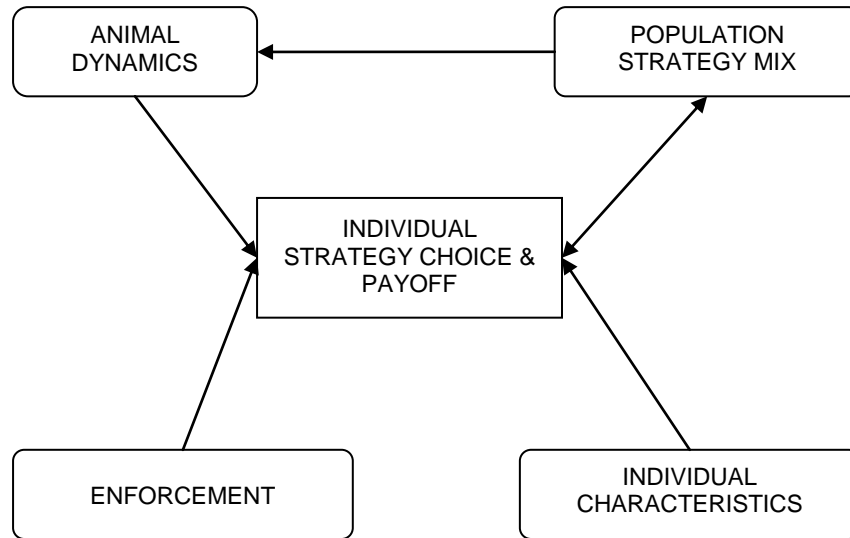 ANIMAL
DYNAMICS
POPULATION
STRATEGY MIX
INDIVIDUAL
STRATEGY CHOICE &
PAYOFF
ENFORCEMENT
INDIVIDUAL
CHARACTERISTICS